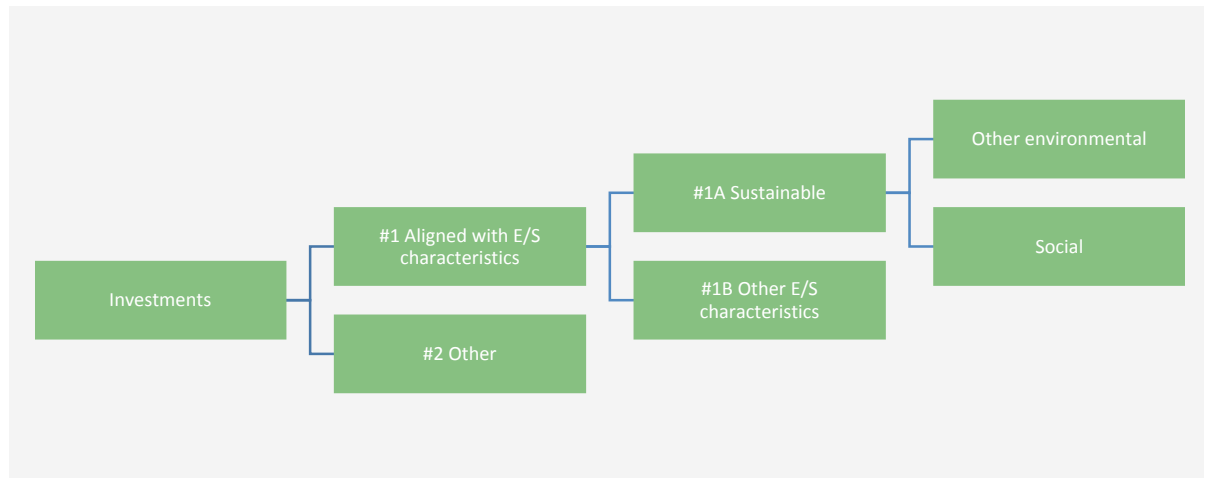 Investments
#1 Aligned with E/S
characteristics
#2 Other
#1A Sustainable
#1B Other E/S
characteristics
Other environmental
Social